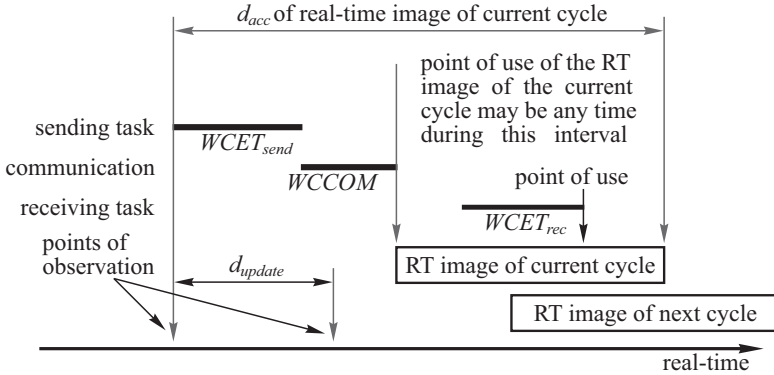 d_acc of real-time image of current cycle
point of use of the RT
image of the current
cycle may be any time
during this interval
sending task
WCET_send
communication
WCCOM
point of use
receiving task
WCET_rec
points of
observation
d_update
RT image of current cycle
RT image of next cycle
real-time